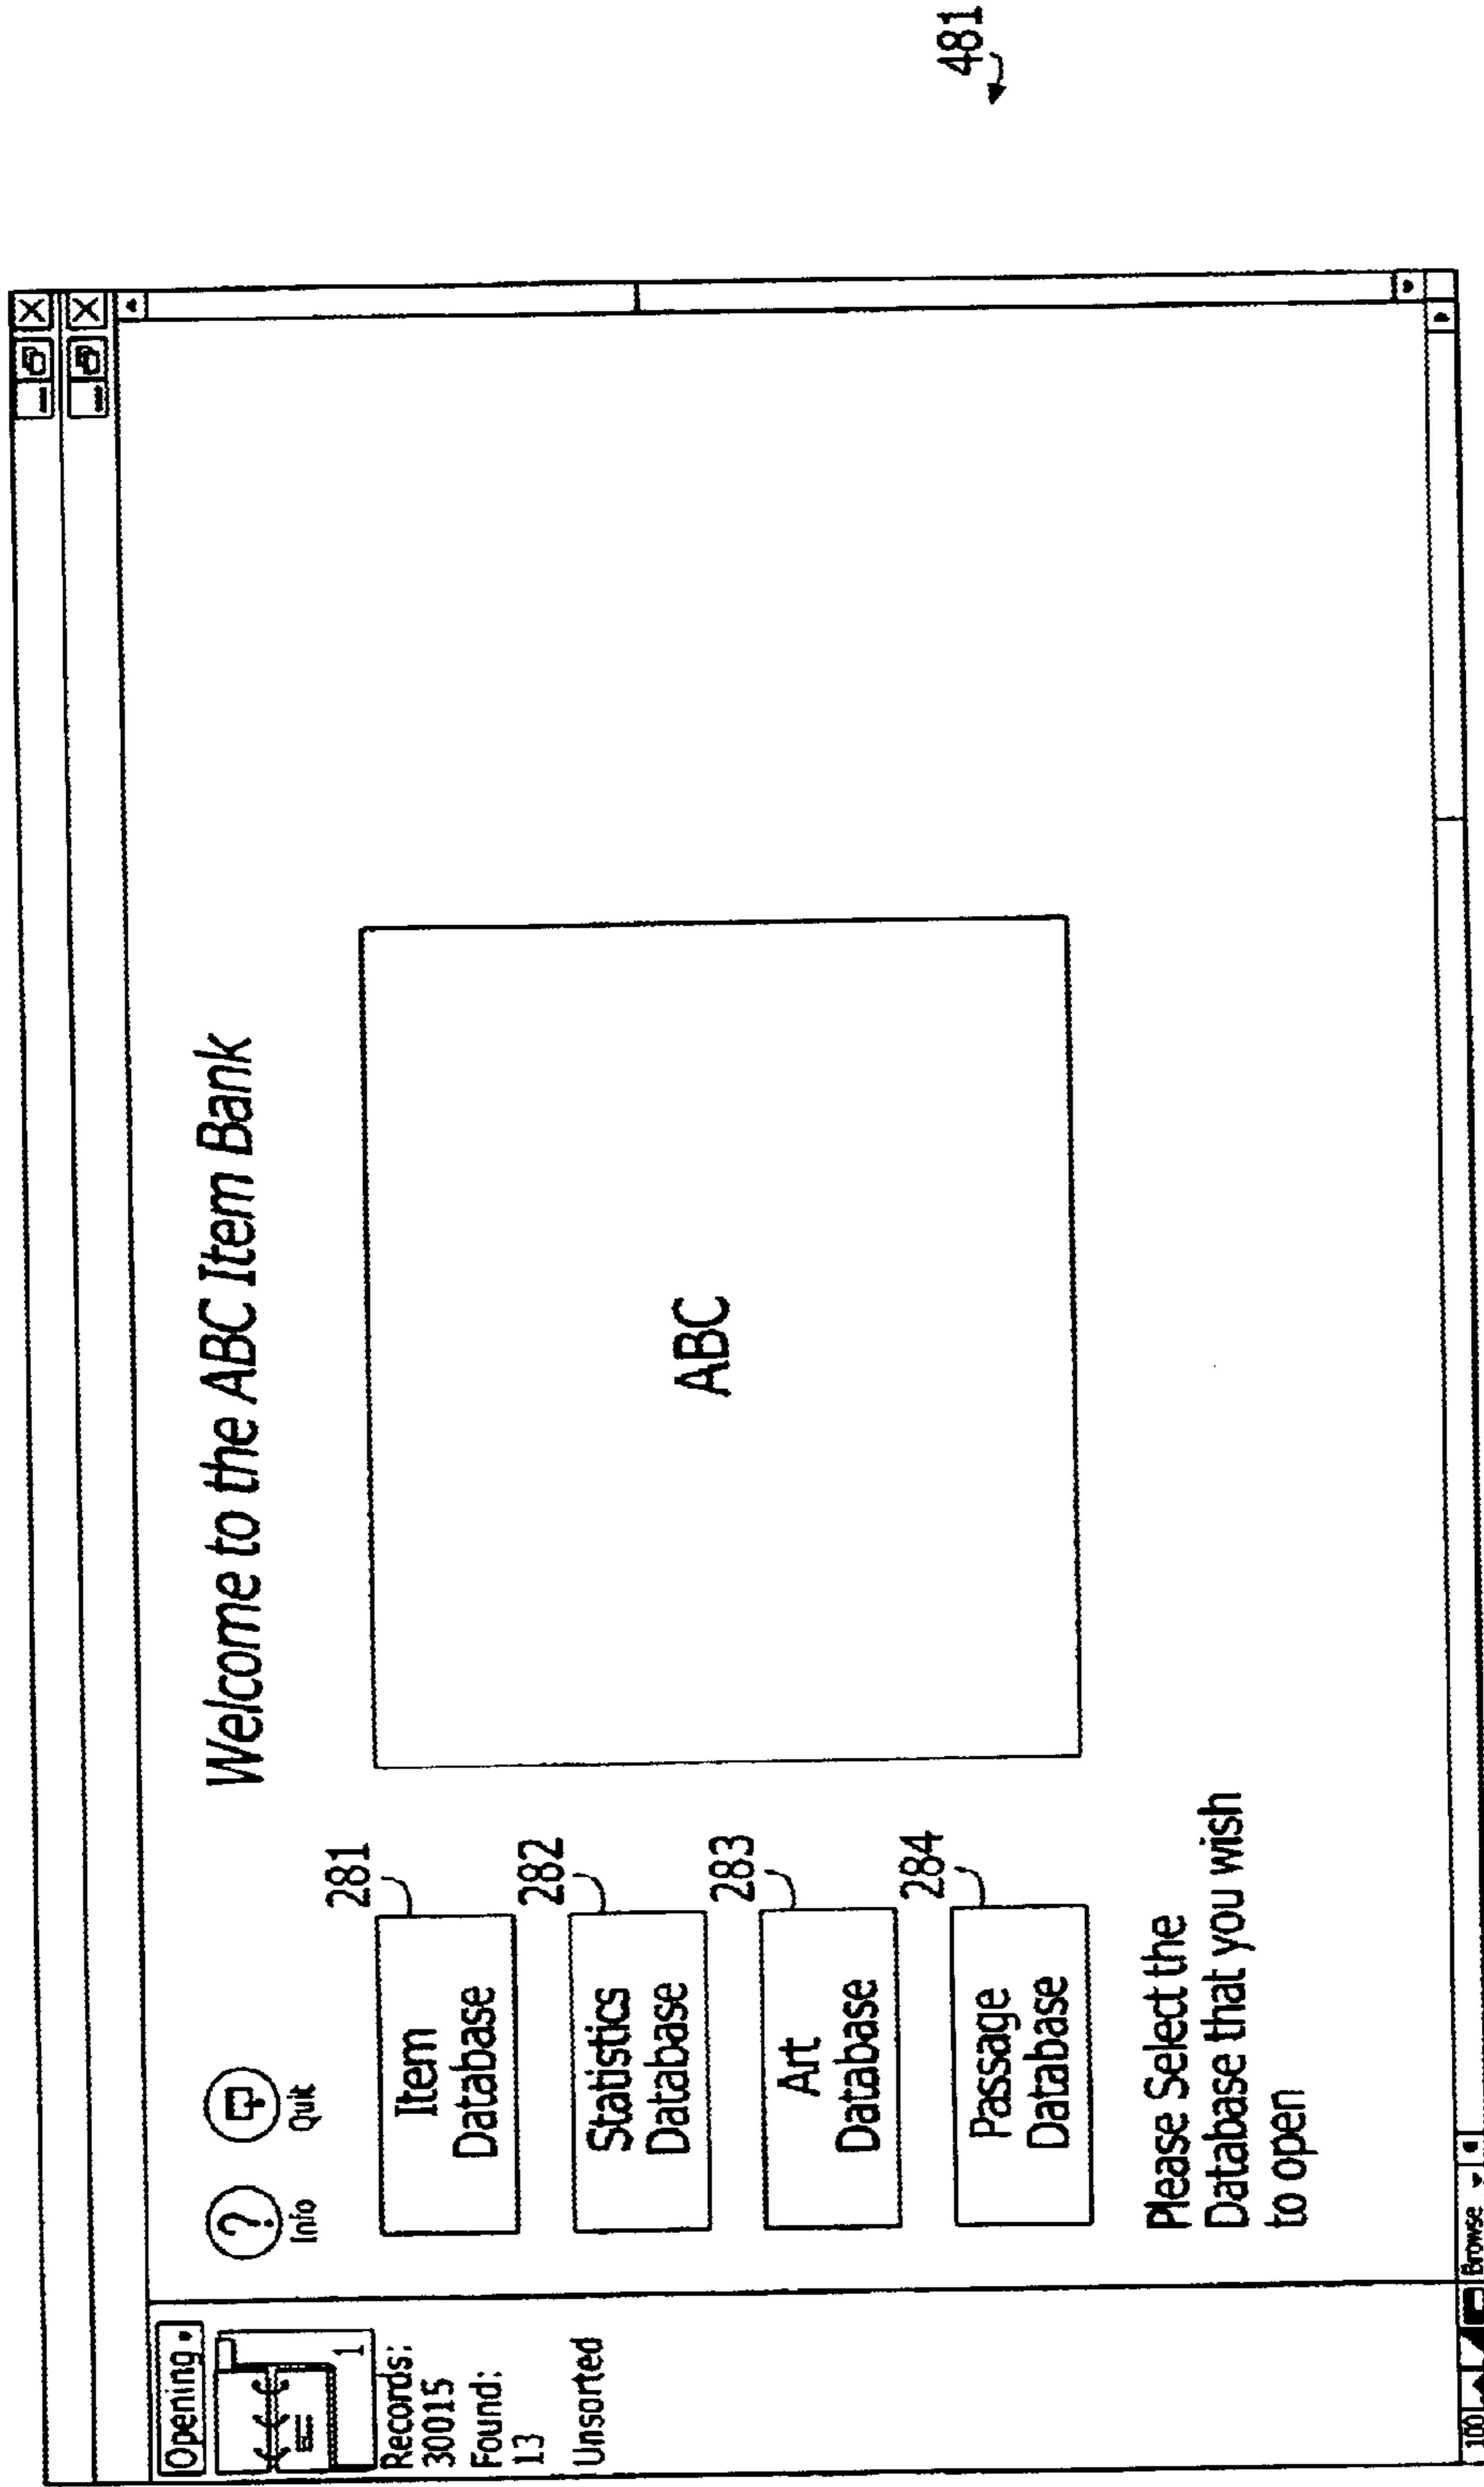 Opening
1
Records:
30015
Found:
13
Unsorted
?
Info
Quit
Welcome to the ABC Item Bank
281
Item
Database
282
Statistics
Database
283
Art
Database
284
Passage
Database
ABC
Please Select the
Database that you wish
to open
100
Browse
481